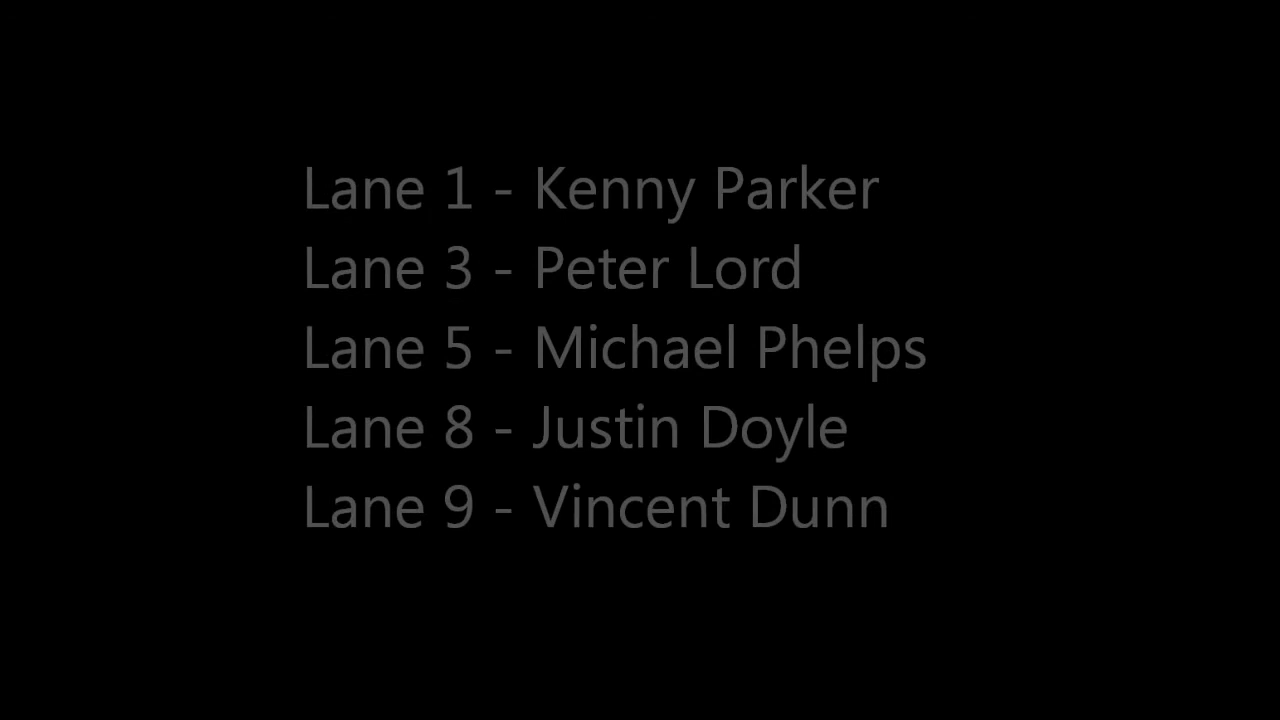 Lane 1 - Kenny Parker
Lane 3 - Peter Lord
Lane 5 - Michael Phelps
Lane 8 - Justin Doyle
Lane 9 - Vincent Dunn